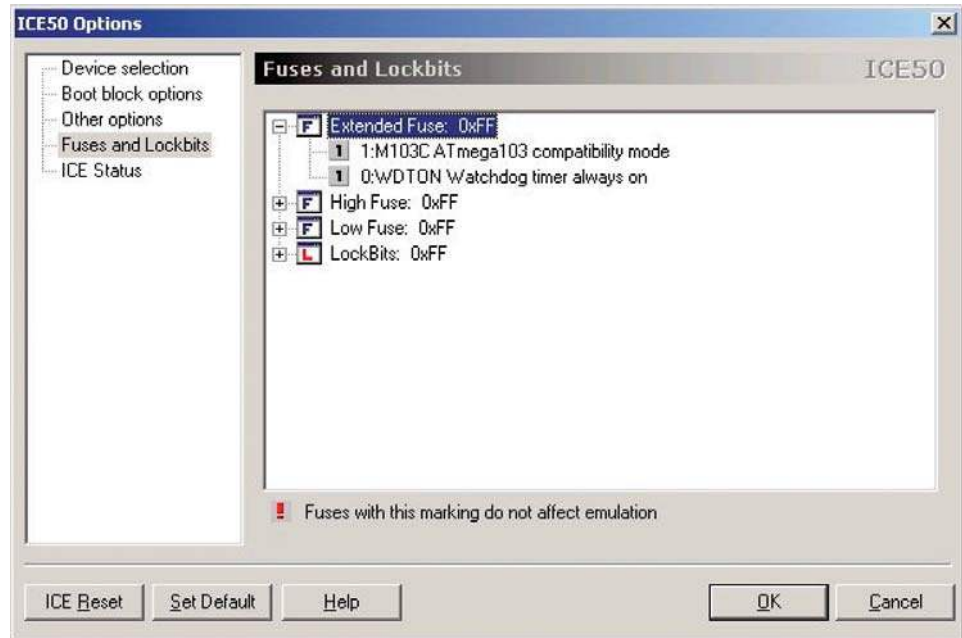 ICE50 Options
Device selection
Boot block options
Other options
Fuses and Lockbits
ICE Status
Fuses and Lockbits
ICE50
F Extended Fuse: 0xFF
1 1:M103C ATmega103 compatibility mode
1 0:WDTON Watchdog timer always on
F High Fuse: 0xFF
F Low Fuse: 0xFF
L LockBits: 0xFF
! Fuses with this marking do not affect emulation
ICE Reset
Set Default
Help
OK
Cancel